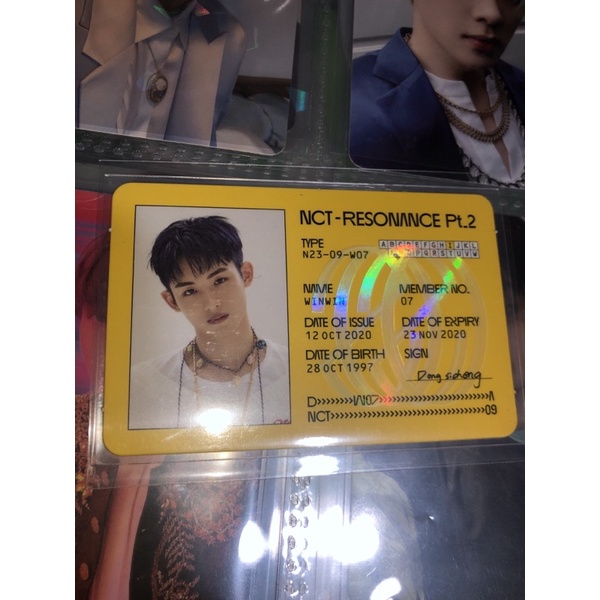 NCT - RESONANCE Pt.2
TYPE
N23-09-W07
A B C D E F G H I J K L
Q R S T U V W
NAME
WINWIN
MEMBER NO.
07
DATE OF ISSUE
12 OCT 2020
DATE OF EXPIRY
23 NOV 2020
DATE OF BIRTH
28 OCT 1997
SIGN
Dong sicheng
NCT>>>>>>>>>>>>>>>>>>>>>>>>>>>>09